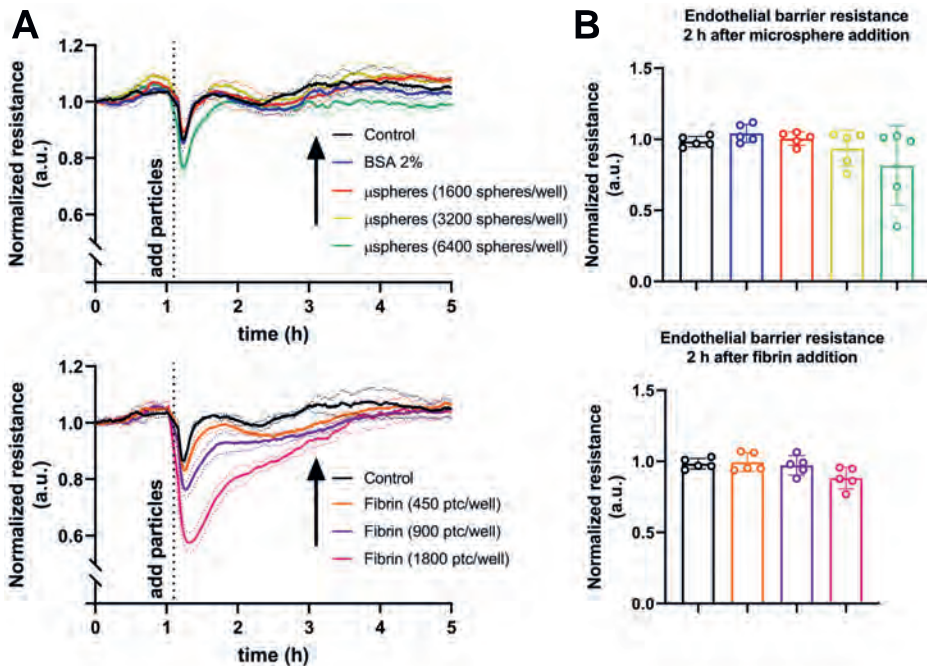 A
1.2
1.0
0.8
0.6
Normalized resistance
(a.u.)
add particles
Control
BSA 2%
µspheres (1600 spheres/well)
µspheres (3200 spheres/well)
µspheres (6400 spheres/well)
0 1 2 3 4 5
time (h)
1.2
1.0
0.8
0.6
Normalized resistance
(a.u.)
add particles
Control
Fibrin (450 ptc/well)
Fibrin (900 ptc/well)
Fibrin (1800 ptc/well)
0 1 2 3 4 5
time (h)
B
Endothelial barrier resistance
2 h after microsphere addition
1.5
1.0
0.5
0.0
Normalized resistance
(a.u.)
Endothelial barrier resistance
2 h after fibrin addition
1.5
1.0
0.5
0.0
Normalized resistance
(a.u.)